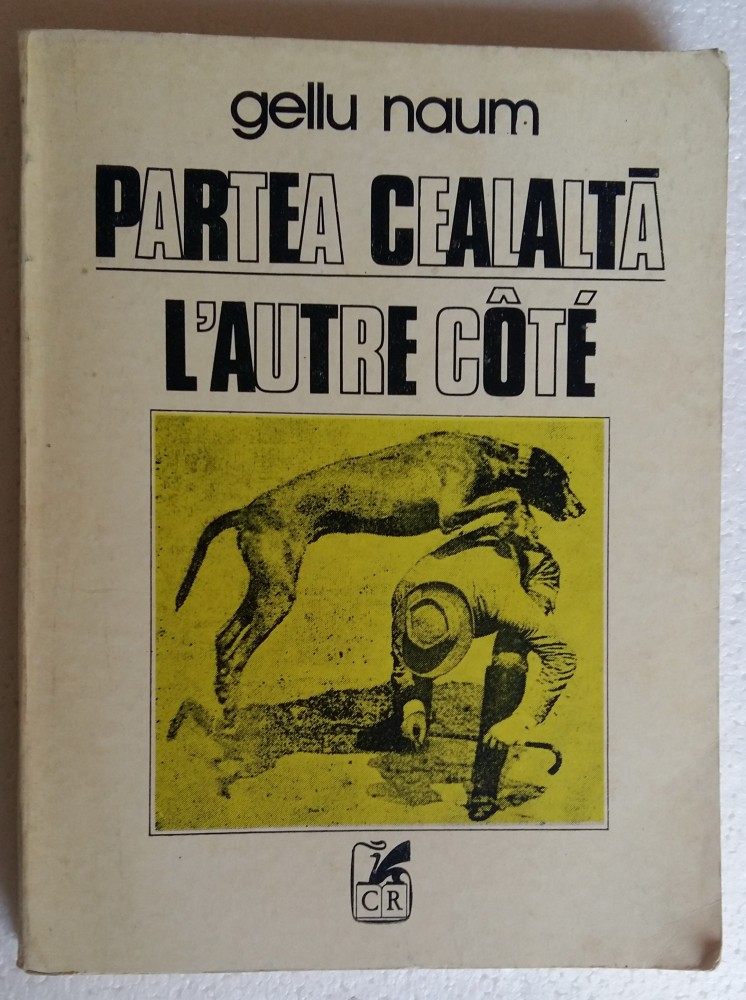 gellu naum
PARTEA CEALALTĂ
L'AUTRE CÔTÉ
CR